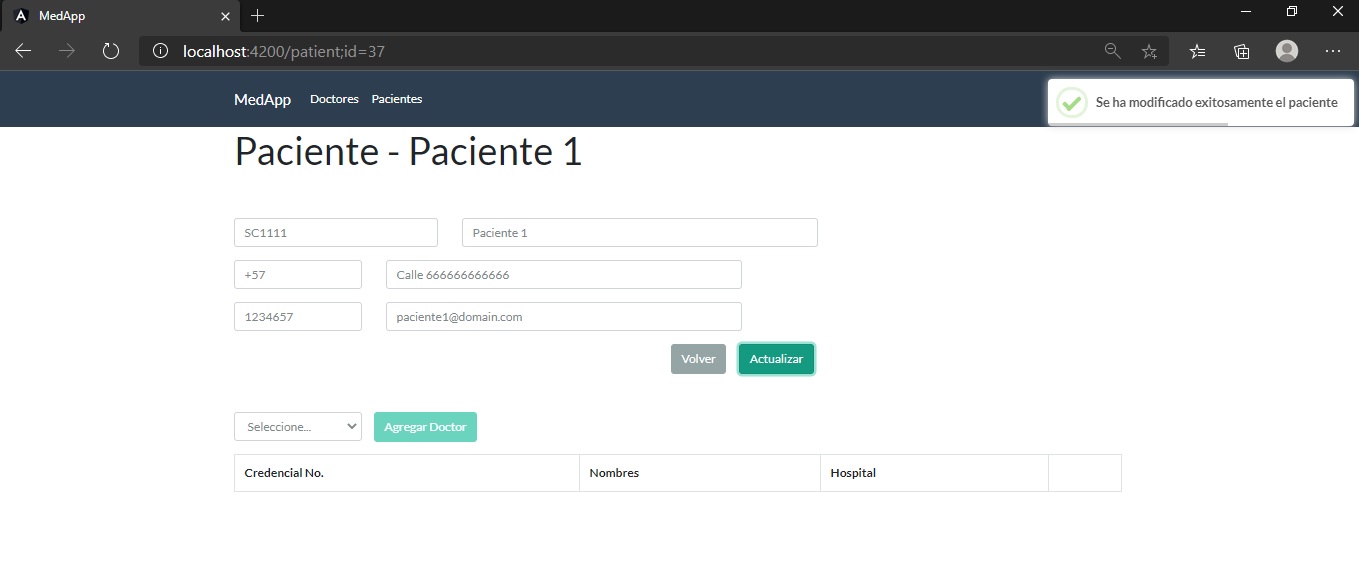 MedApp
localhost:4200/patient;id=37
MedApp Doctores Pacientes
Se ha modificado exitosamente el paciente
Paciente - Paciente 1
SC1111 Paciente 1
+57 Calle 666666666666
1234657 paciente1@domain.com
Volver Actualizar
Seleccione... Agregar Doctor
Credencial No. Nombres Hospital